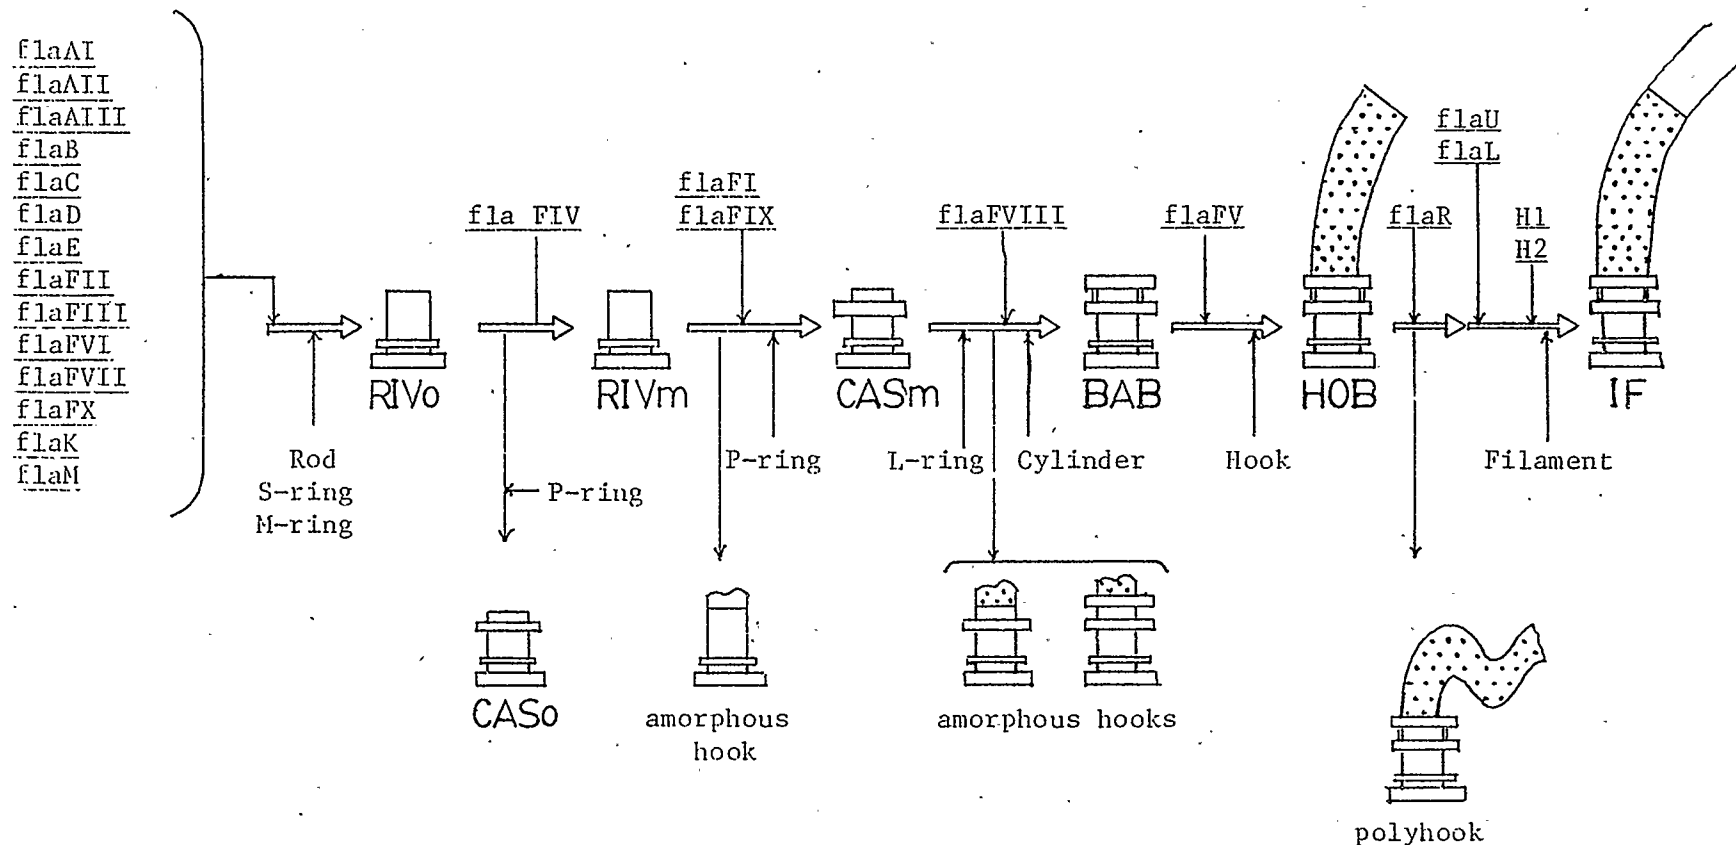 flaAI
flaAII
flaAIII
flaB
flaC
flaD
flaE
flaFII
flaFIII
flaFVI
flaFVII
flaFX
flaK
flaM
Rod
S-ring
M-ring
RIVo
fla FIV
P-ring
CASo
RIVm
flaFI
flaFIX
P-ring
amorphous
hook
CASm
flaFVIII
L-ring
Cylinder
amorphous hooks
BAB
flaFV
Hook
HOB
flaR
polyhook
flaU
flaL
H1
H2
Filament
IF